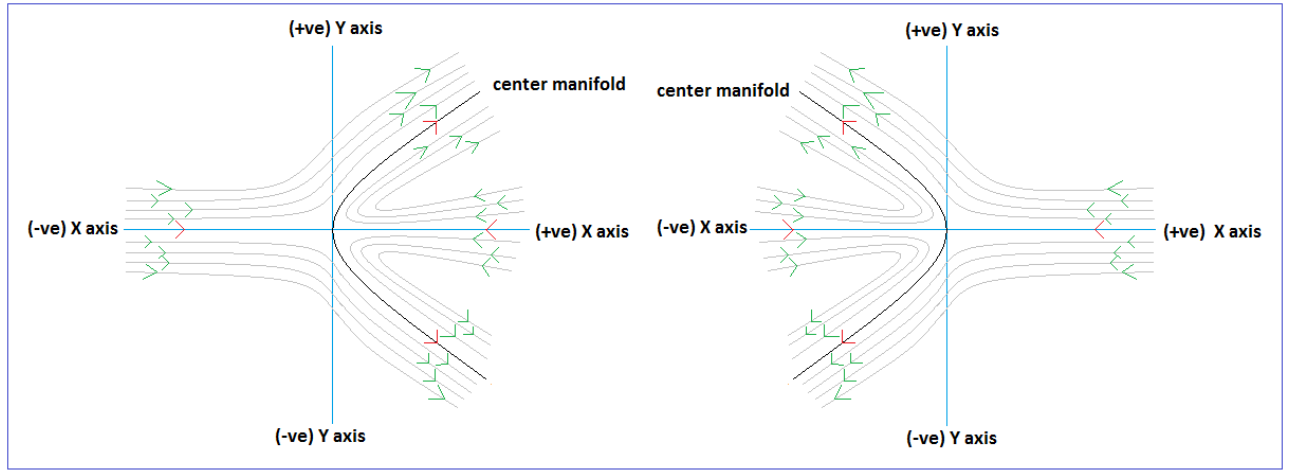 (+ve) Y axis
(+ve) Y axis
center manifold
center manifold
(-ve) X axis
(+ve) X axis
(-ve) X axis
(+ve) X axis
(-ve) Y axis
(-ve) Y axis